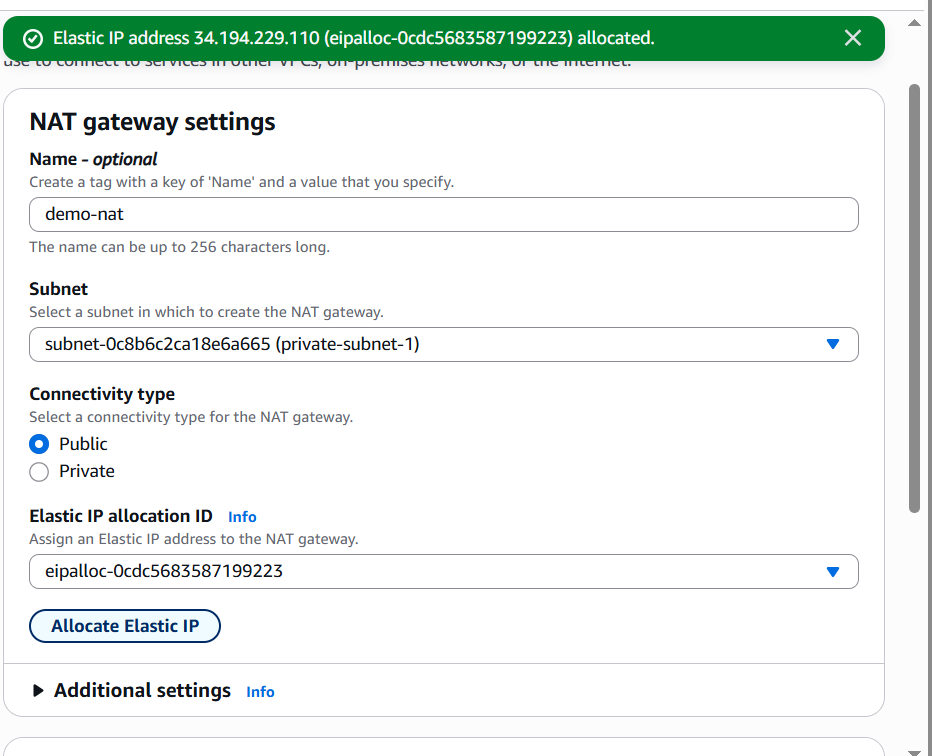 Elastic IP address 34.194.229.110 (eipalloc-0cdc5683587199223) allocated.
use to connect to services in other VPCs, on-premises networks, or the internet.
NAT gateway settings
Name - optional
Create a tag with a key of 'Name' and a value that you specify.
demo-nat
The name can be up to 256 characters long.
Subnet
Select a subnet in which to create the NAT gateway.
subnet-0c8b6c2ca18e6a665 (private-subnet-1)
Connectivity type
Select a connectivity type for the NAT gateway.
Public
Private
Elastic IP allocation ID Info
Assign an Elastic IP address to the NAT gateway.
eipalloc-0cdc5683587199223
Allocate Elastic IP
Additional settings Info